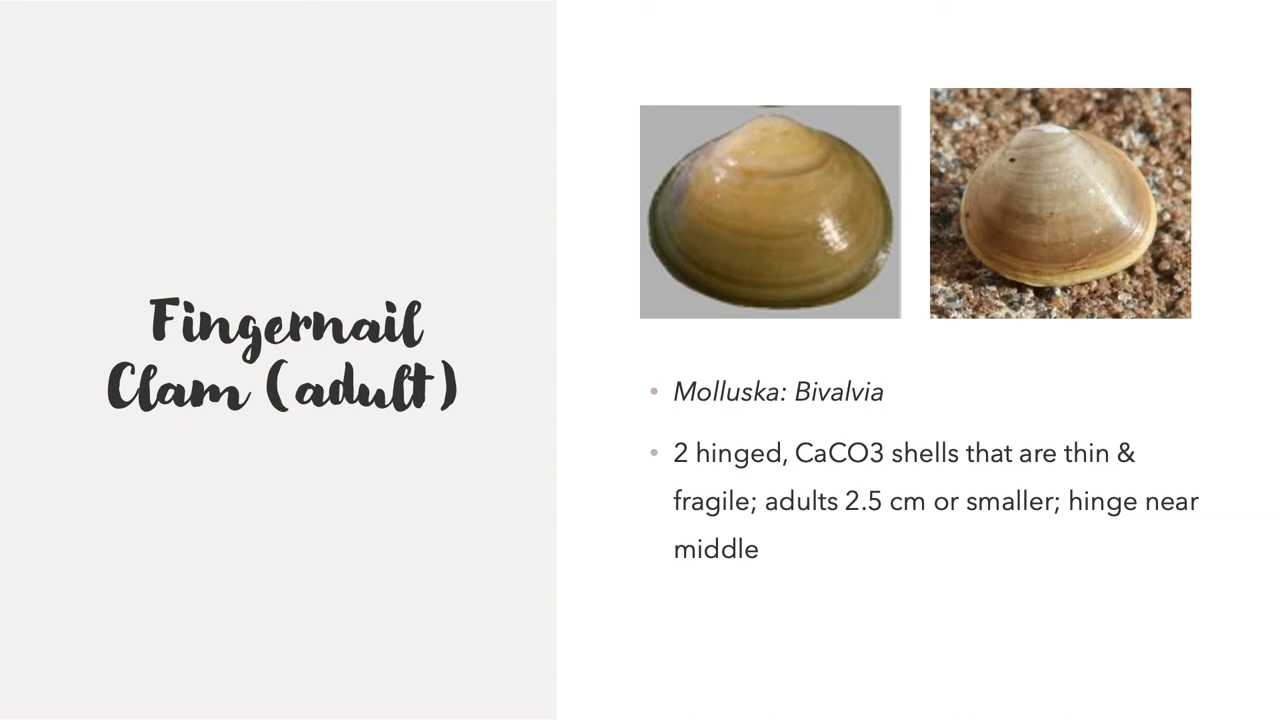 Fingernail
Clam (adult)
• Molluska: Bivalvia
• 2 hinged, CaCO3 shells that are thin &
fragile; adults 2.5 cm or smaller; hinge near
middle